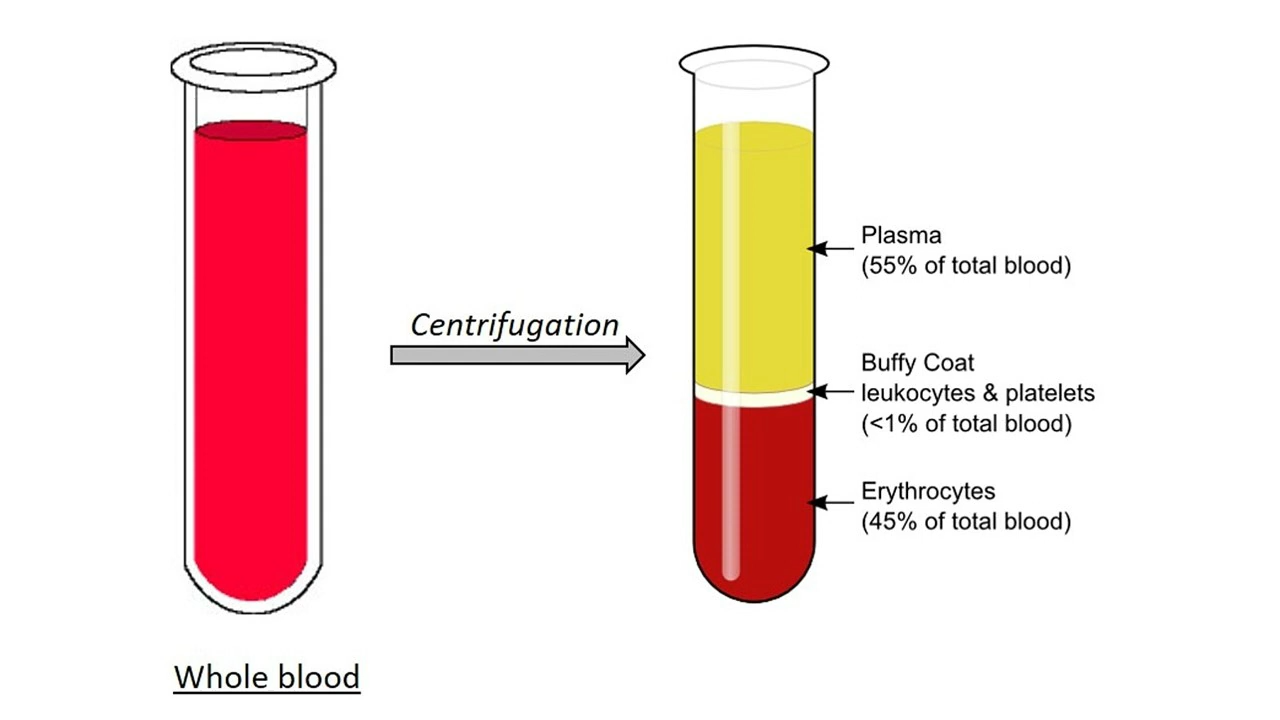 Centrifugation
Plasma
(55% of total blood)
Buffy Coat
leukocytes & platelets
(<1% of total blood)
Erythrocytes
(45% of total blood)
Whole blood